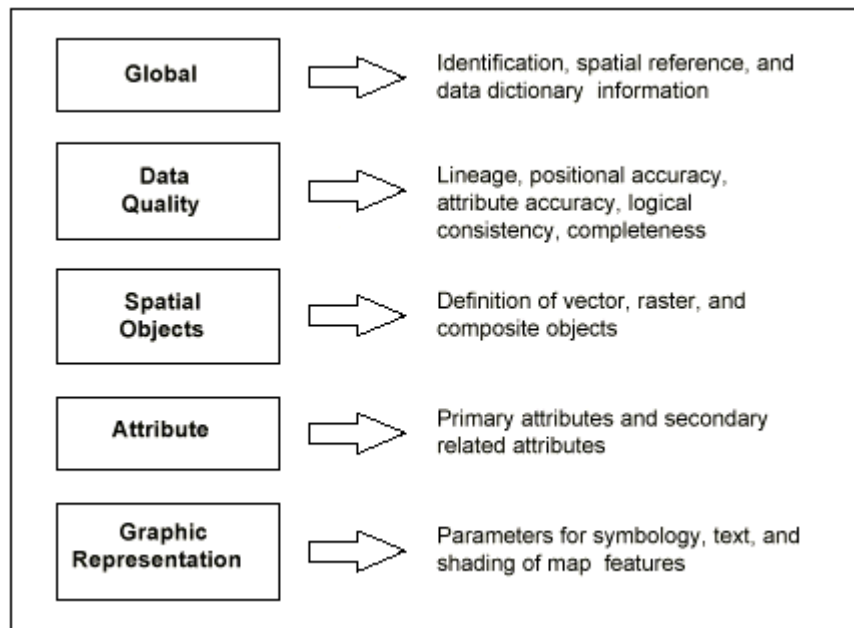 Global
Identification, spatial reference, and
data dictionary information
Data
Quality
Lineage, positional accuracy,
attribute accuracy, logical
consistency, completeness
Spatial
Objects
Definition of vector, raster, and
composite objects
Attribute
Primary attributes and secondary
related attributes
Graphic
Representation
Parameters for symbology, text, and
shading of map features